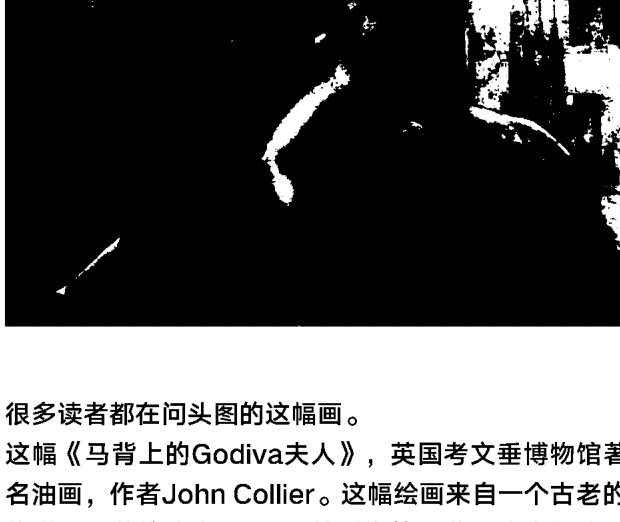 很多读者都在问头图的这幅画。
这幅《马背上的Godiva夫人》，英国考文垂博物馆著
名油画，作者John Collier。这幅绘画来自一个古老的